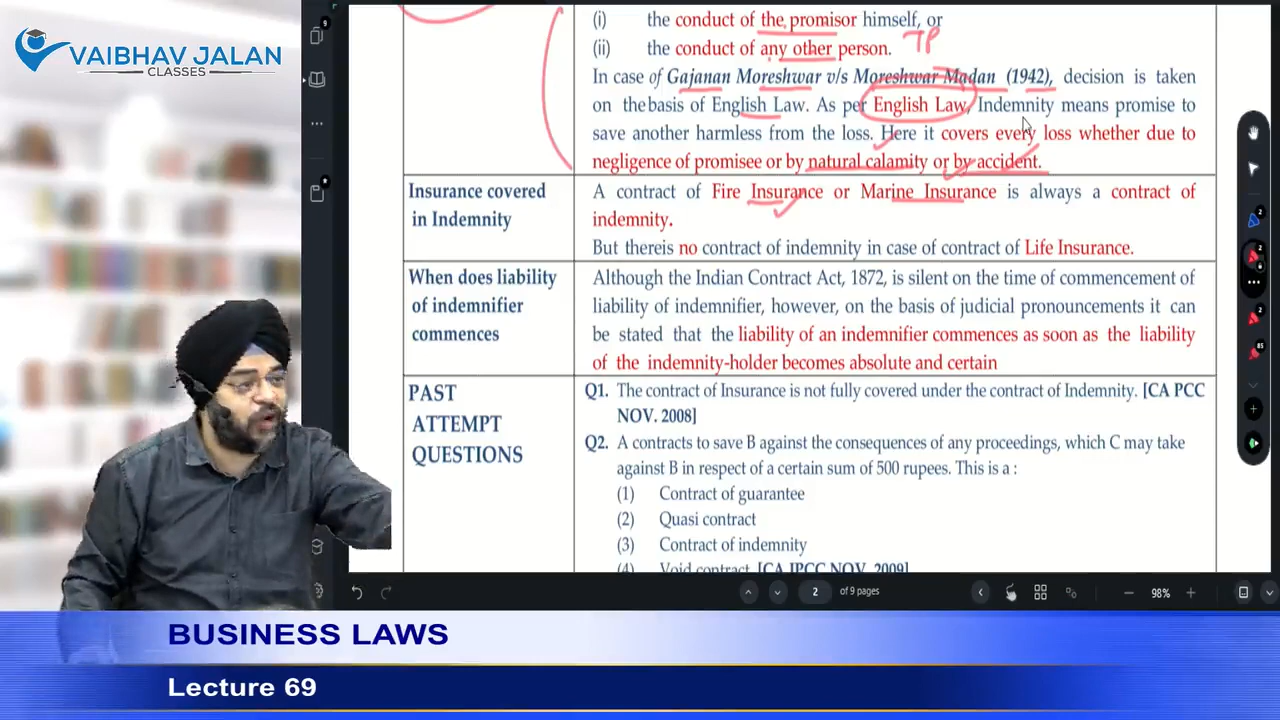 VAIBHAV JALAN
CLASSES
(i) the conduct of the promisor himself, or
(ii) the conduct of any other person. TP
In case of Gajanan Moreshwar v/s Moreshwar Madan (1942), decision is taken
on thebasis of English Law. As per English Law, Indemnity means promise to
save another harmless from the loss. Here it covers every loss whether due to
negligence of promisee or by natural calamity or by accident.
Insurance covered
in Indemnity
A contract of Fire Insurance or Marine Insurance is always a contract of
indemnity.
But thereis no contract of indemnity in case of contract of Life Insurance.
When does liability
of indemnifier
commences
Although the Indian Contract Act, 1872, is silent on the time of commencement of
liability of indemnifier, however, on the basis of judicial pronouncements it can
be stated that the liability of an indemnifier commences as soon as the liability
of the indemnity-holder becomes absolute and certain
PAST
ATTEMPT
QUESTIONS
Q1. The contract of Insurance is not fully covered under the contract of Indemnity. [CA PCC
NOV. 2008]
Q2. A contracts to save B against the consequences of any proceedings, which C may take
against B in respect of a certain sum of 500 rupees. This is a :
(1) Contract of guarantee
(2) Quasi contract
(3) Contract of indemnity
(4) Void contract [CA IPCC NOV. 2009]
2 of 9 pages
98%
BUSINESS LAWS
Lecture 69